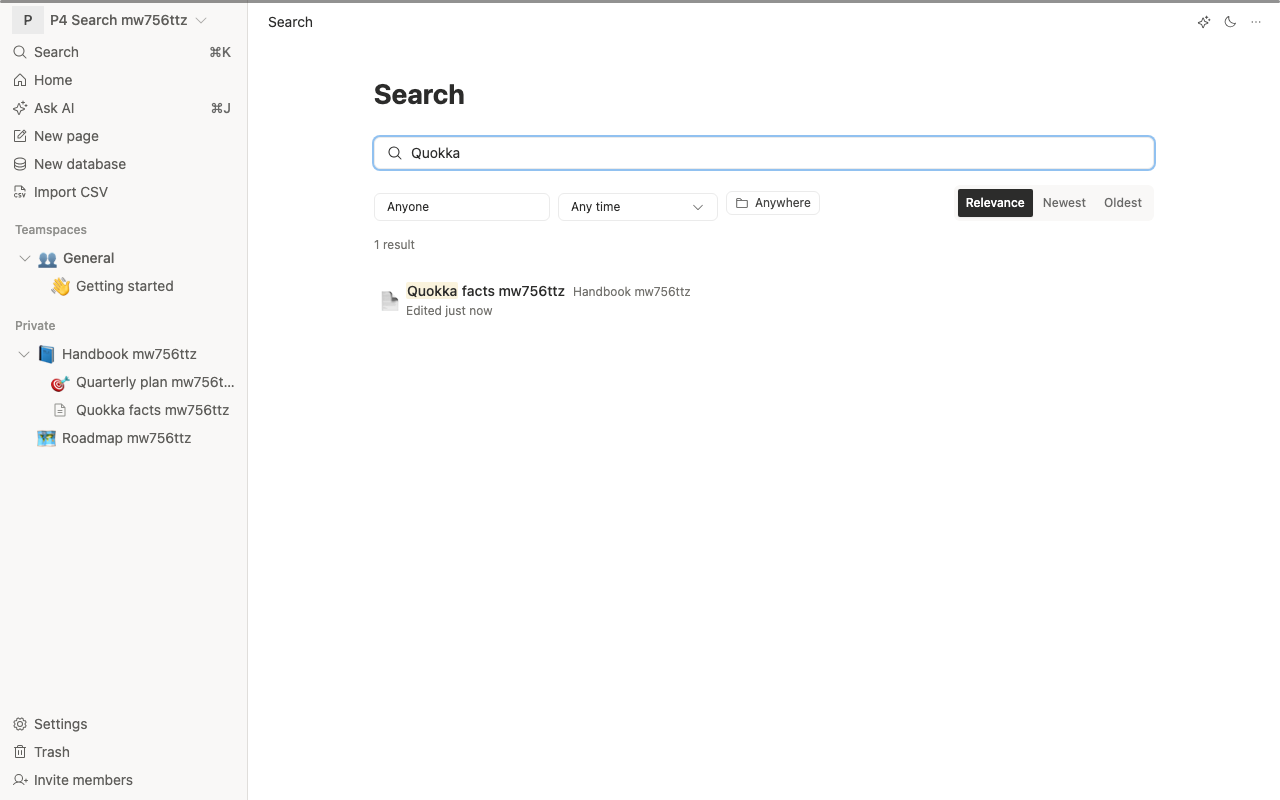 P P4 Search mw756ttz
Search ⌘K
Home
Ask AI ⌘J
New page
New database
Import CSV
Teamspaces
General
Getting started
Private
Handbook mw756ttz
Quarterly plan mw756t...
Quokka facts mw756ttz
Roadmap mw756ttz
Settings
Trash
Invite members
Search
Search
Quokka
Anyone Any time Anywhere Relevance Newest Oldest
1 result
Quokka facts mw756ttz Handbook mw756ttz
Edited just now